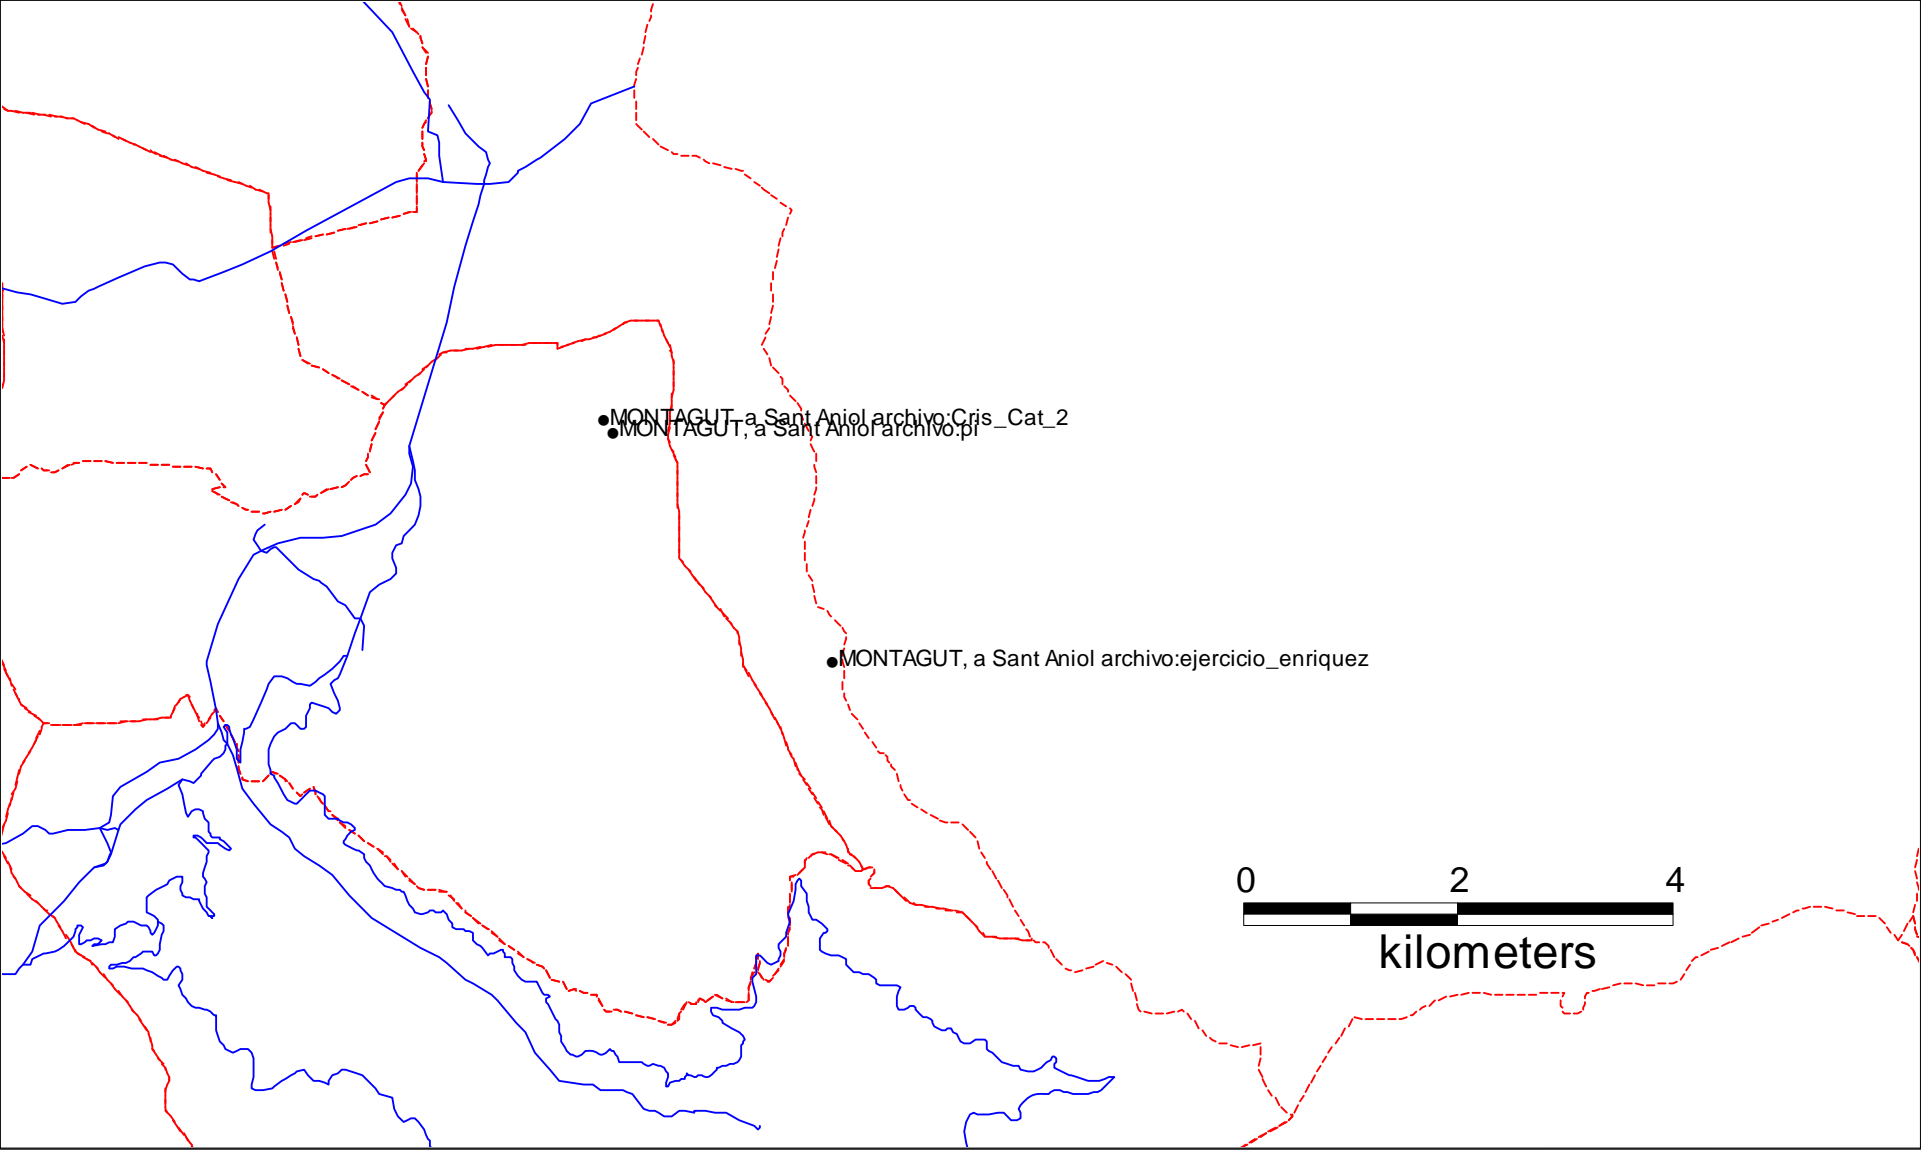 MONTAGUT, a Sant Aniol archivo:Cris_Cat_2
MONTAGUT, a Sant Aniol archivo:pi
MONTAGUT, a Sant Aniol archivo:ejercicio_enriquez
0 2 4
kilometers